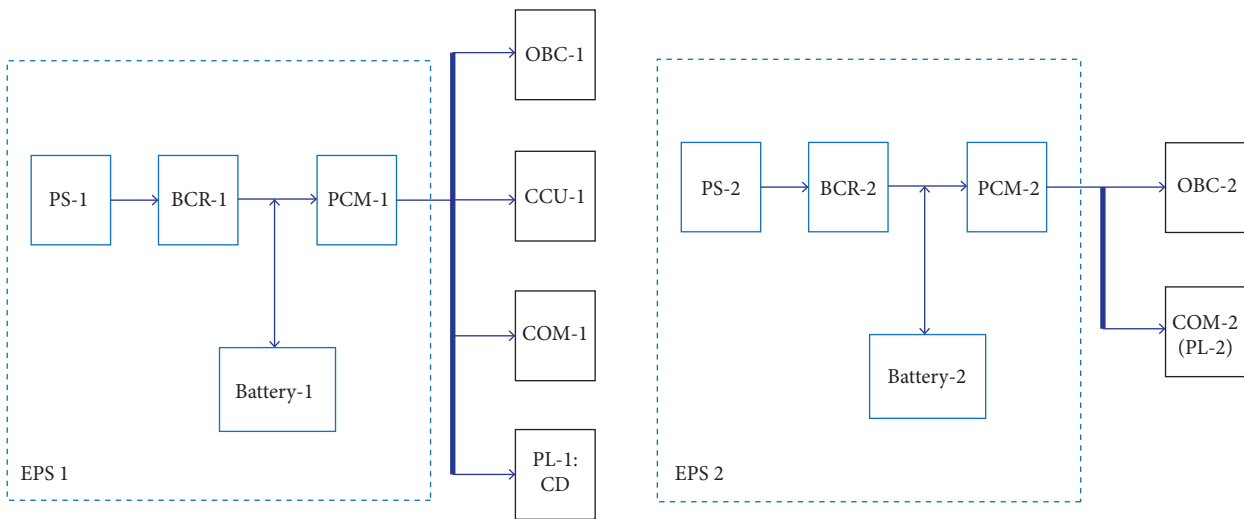 OBC-1
PS-1
BCR-1
PCM-1
CCU-1
COM-1
Battery-1
PL-1:
CD
EPS 1
PS-2
BCR-2
PCM-2
OBC-2
COM-2
(PL-2)
Battery-2
EPS 2